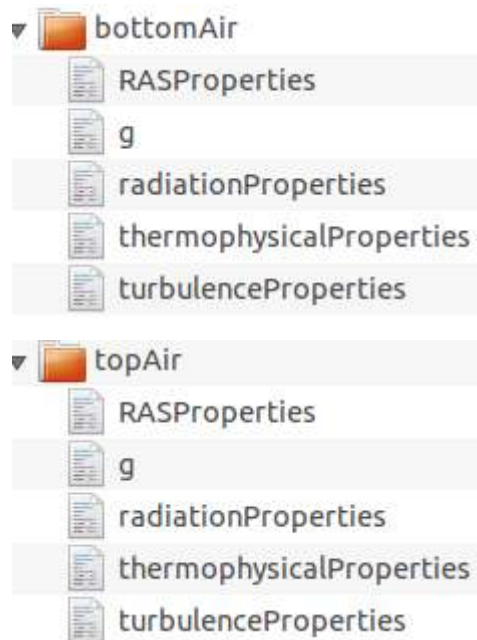 bottomAir
RASProperties
g
radiationProperties
thermophysicalProperties
turbulenceProperties
topAir
RASProperties
g
radiationProperties
thermophysicalProperties
turbulenceProperties